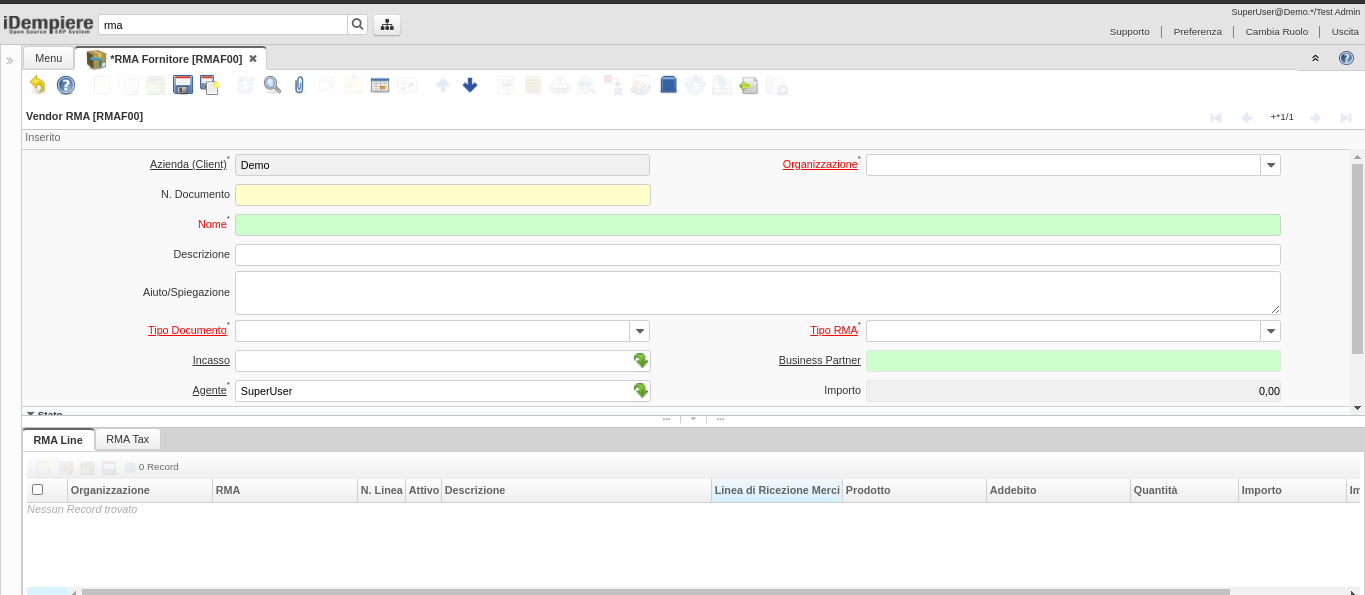 SuperUser@Demo.*/Test Admin
iDempiere
Open Source ERP System
rma
Supporto
Preferenza
Cambia Ruolo
Uscita
Menu
*RMA Fornitore [RMAF00]
Vendor RMA [RMAF00]
+*1/1
Inserito
Azienda (Client)* Demo
Organizzazione*
N. Documento
Nome*
Descrizione
Aiuto/Spiegazione
Tipo Documento*
Tipo RMA*
Incasso
Business Partner
Agente* SuperUser
Importo 0,00
Stato
RMA Line
RMA Tax
0 Record
Organizzazione RMA N. Linea Attivo Descrizione Linea di Ricezione Merci Prodotto Addebito Quantità Importo Im
Nessun Record trovato